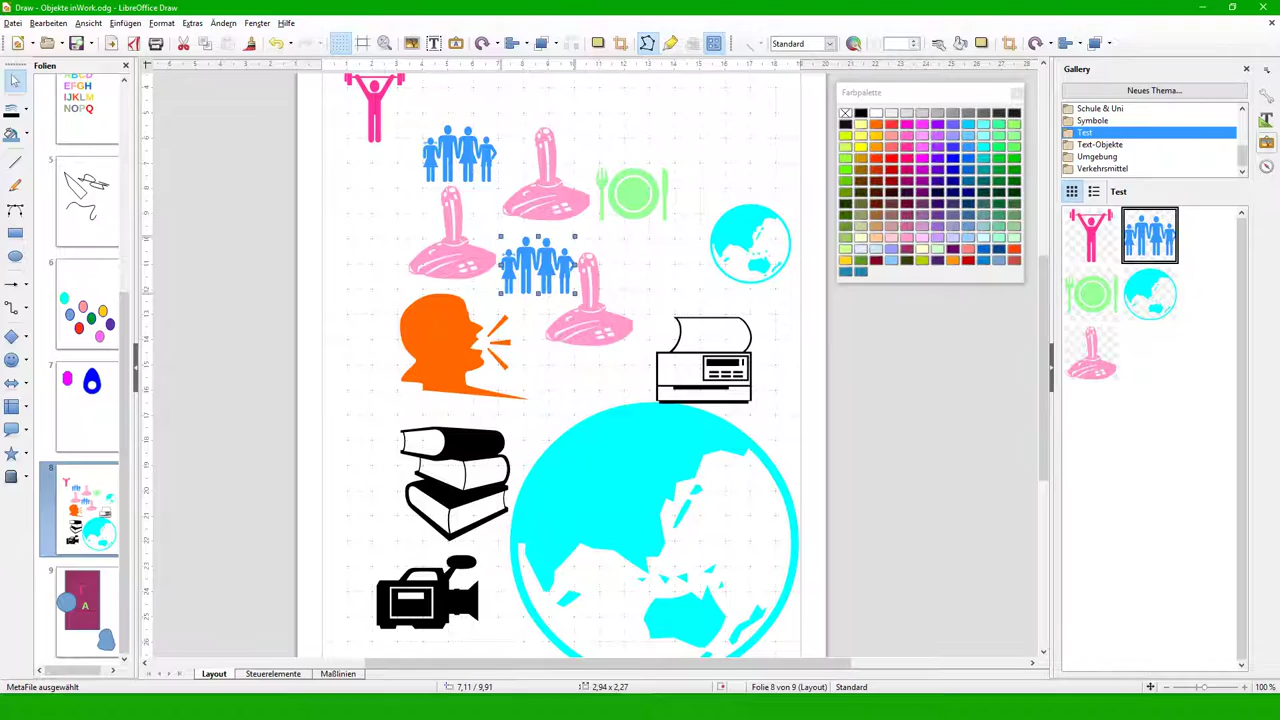 Draw - Objekte inWork.odg - LibreOffice Draw
Datei Bearbeiten Ansicht Einfügen Format Extras Ändern Fenster Hilfe
Standard
Folien
ABCD
EFGH
IJKLM
NOPQ
5
6
7
8
9
A
Farbpalette
Gallery
Neues Thema...
Schule & Uni
Symbole
Test
Text-Objekte
Umgebung
Verkehrsmittel
Test
Layout Steuerelemente Maßlinien
MetaFile ausgewählt 7,11 / 9,91 2,94 x 2,27 Folie 8 von 9 (Layout) Standard 100 %